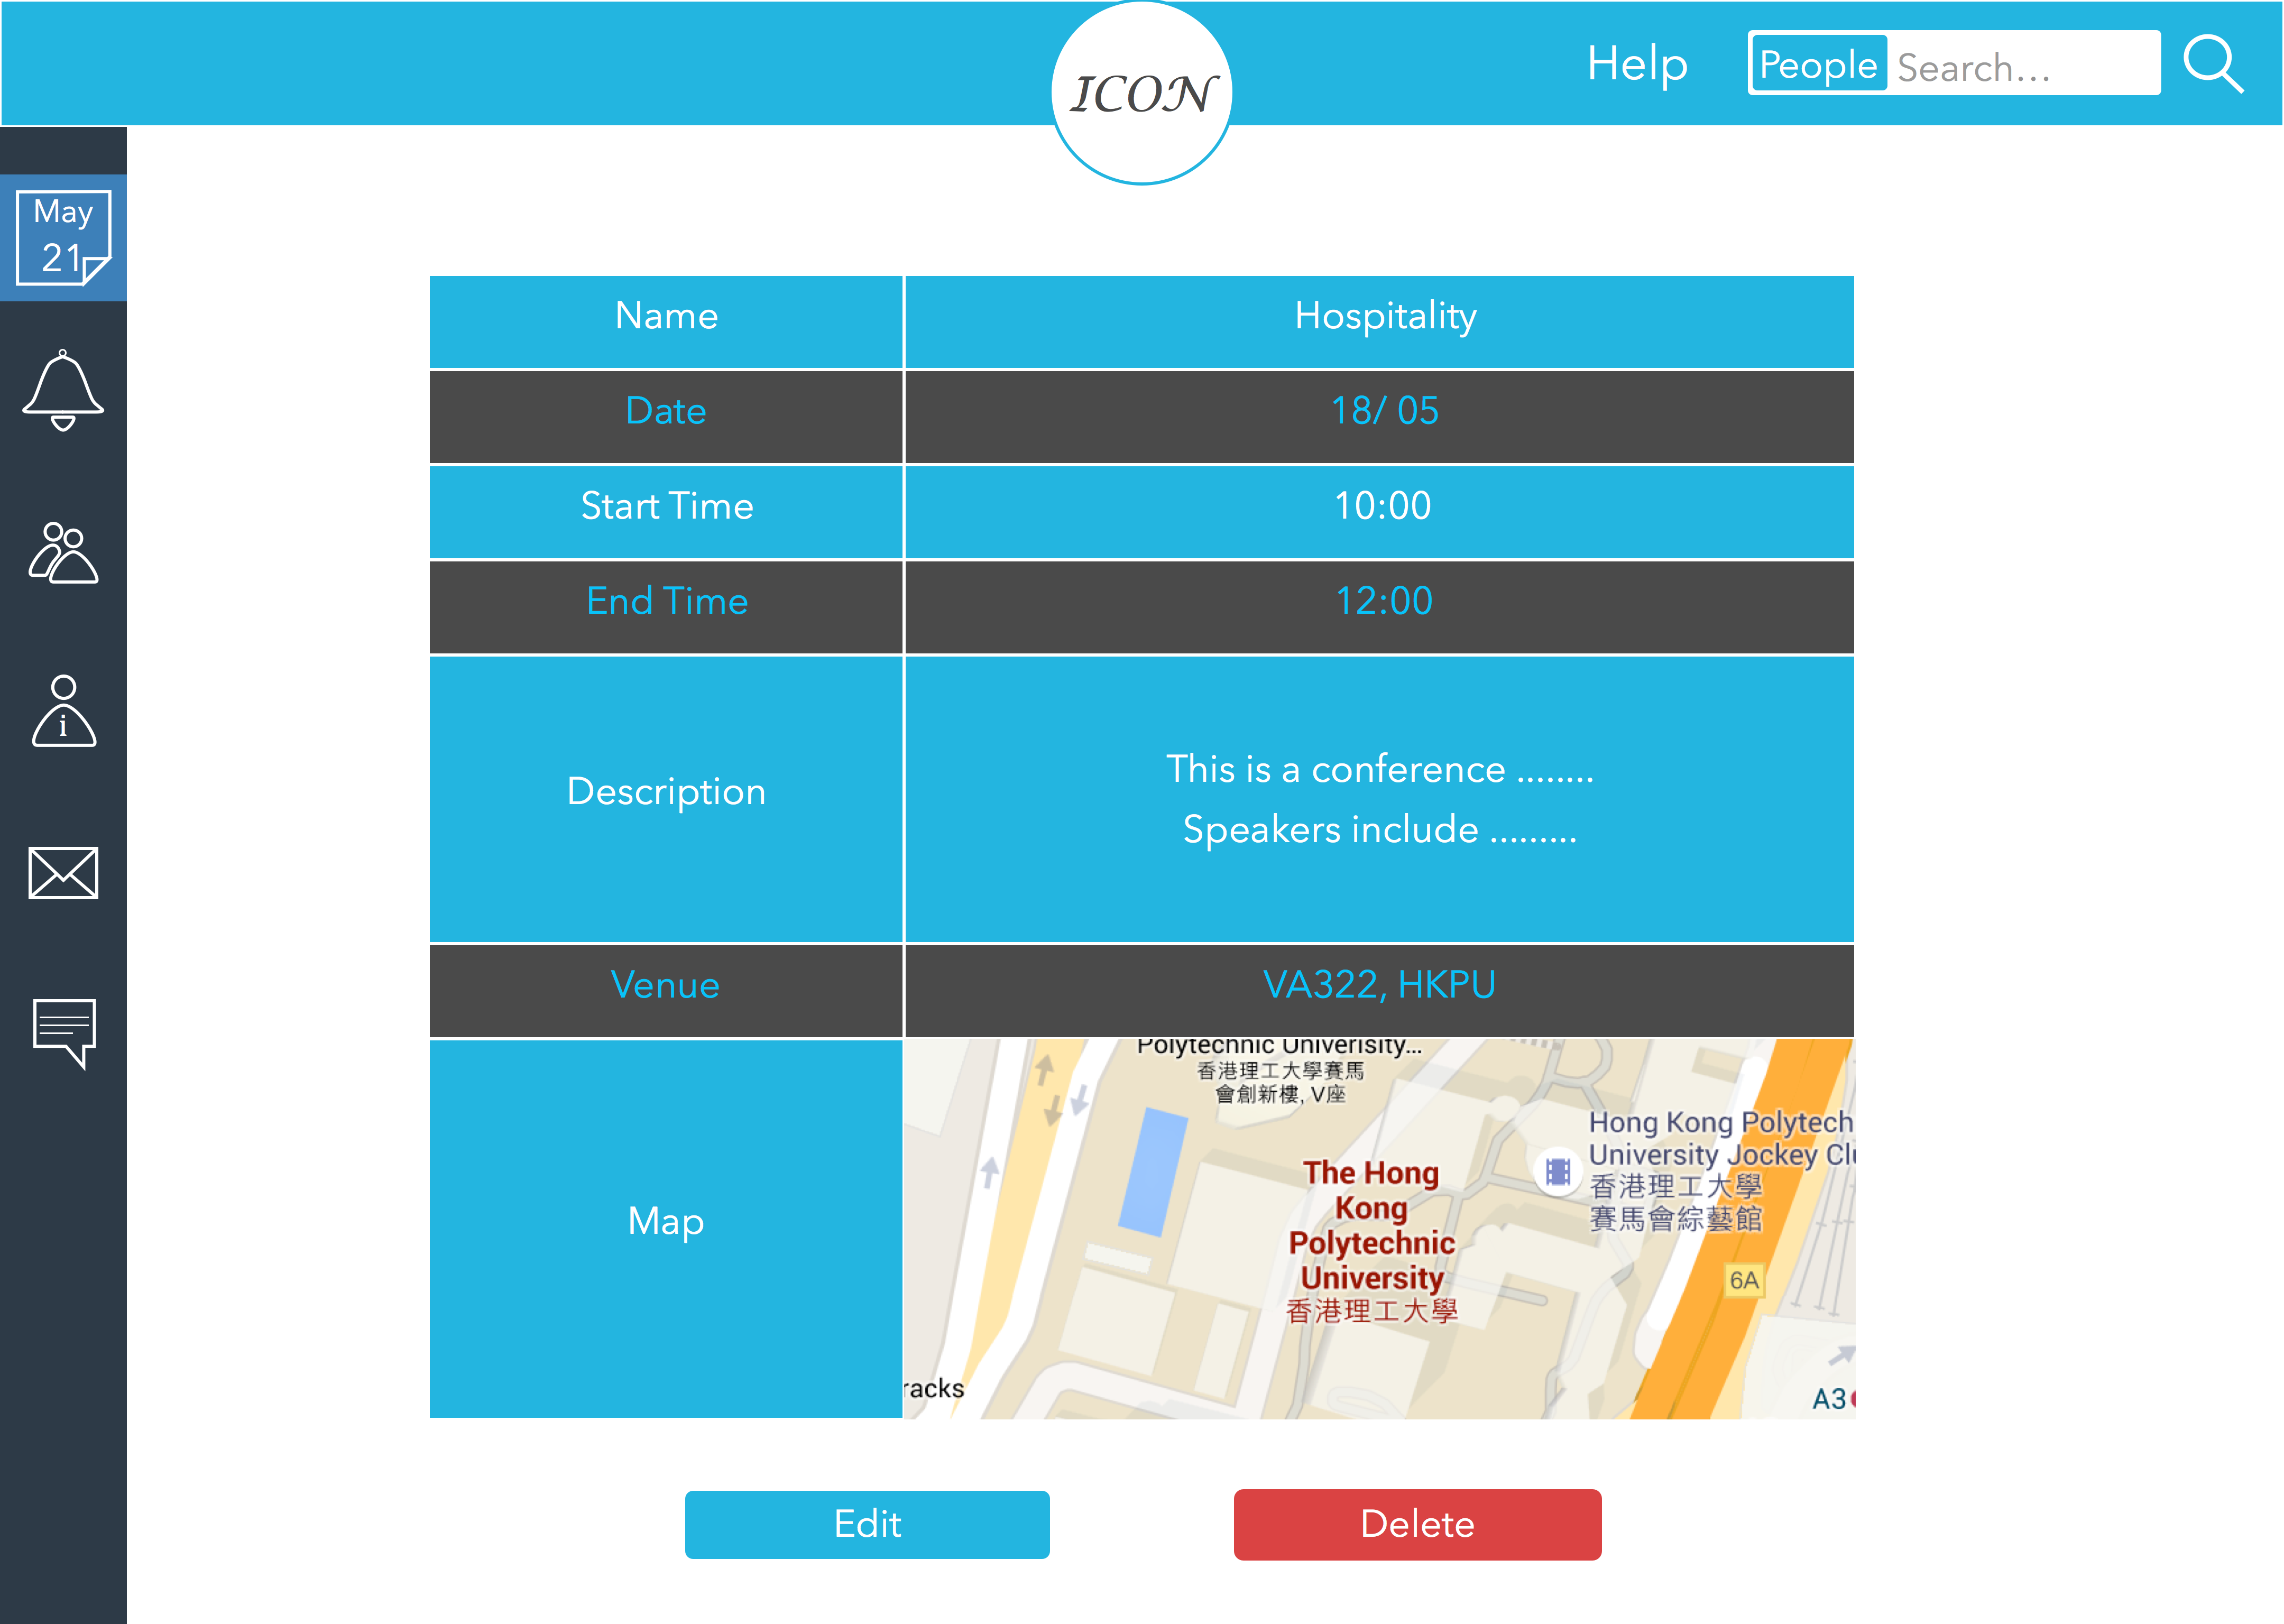 ICON
Help
People
Search...
May
21
i
Name
Hospitality
Date
18/ 05
Start Time
10:00
End Time
12:00
Description
This is a conference ........
Speakers include .........
Venue
VA322, HKPU
Map
Polytechnic Univerisity...
香港理工大學賽馬
會創新樓, V座
Hong Kong Polytech
University Jockey Clu
香港理工大學
賽馬會綜藝館
The Hong
Kong
Polytechnic
University
香港理工大學
6A
racks
A3
Edit
Delete